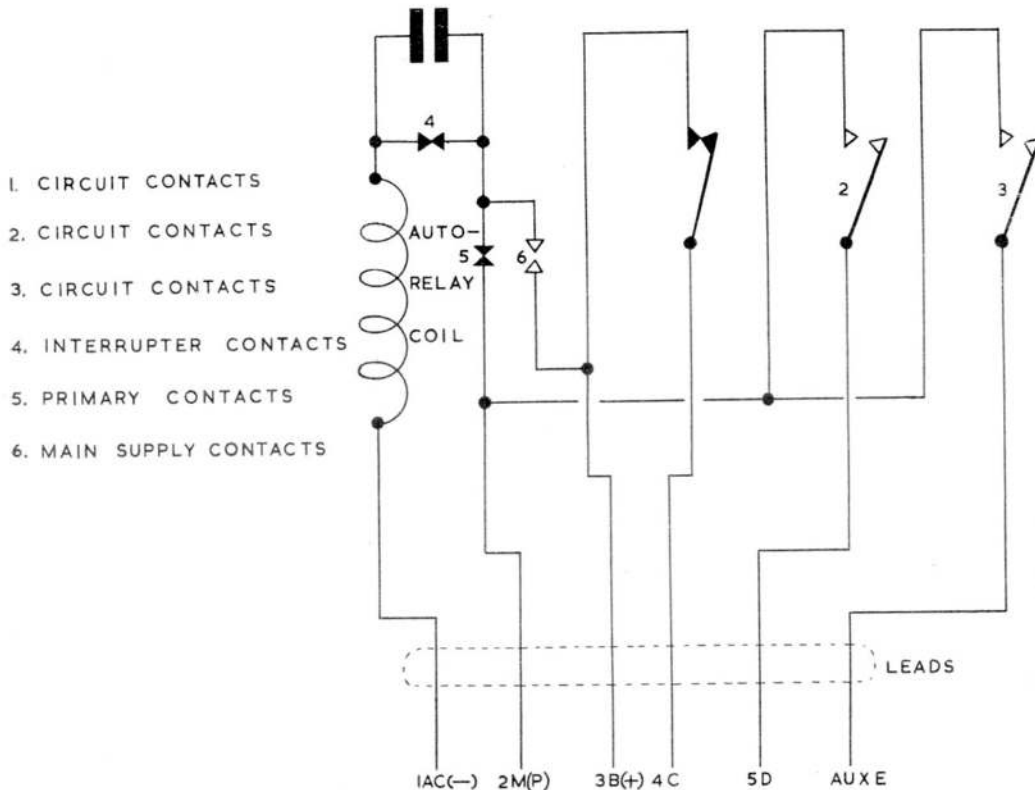 1. CIRCUIT CONTACTS
2. CIRCUIT CONTACTS
3. CIRCUIT CONTACTS
4. INTERRUPTER CONTACTS
5. PRIMARY CONTACTS
6. MAIN SUPPLY CONTACTS
4
AUTO-
RELAY
COIL
5
6
2
3
LEADS
1AC(—)
2M(P)
3B(+)
4C
5D
AUX E